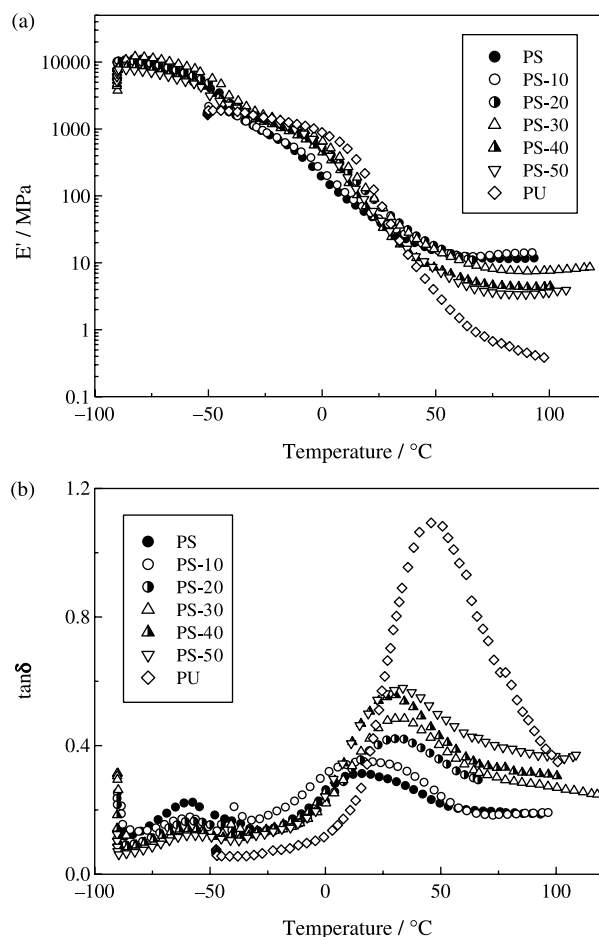 (a)
10000
1000
100
10
1
0.1
E' / MPa
PS
PS-10
PS-20
PS-30
PS-40
PS-50
PU
−100
−50
0
50
100
Temperature / °C
(b)
1.2
0.8
0.4
0.0
tanδ
PS
PS-10
PS-20
PS-30
PS-40
PS-50
PU
−100
−50
0
50
100
Temperature / °C